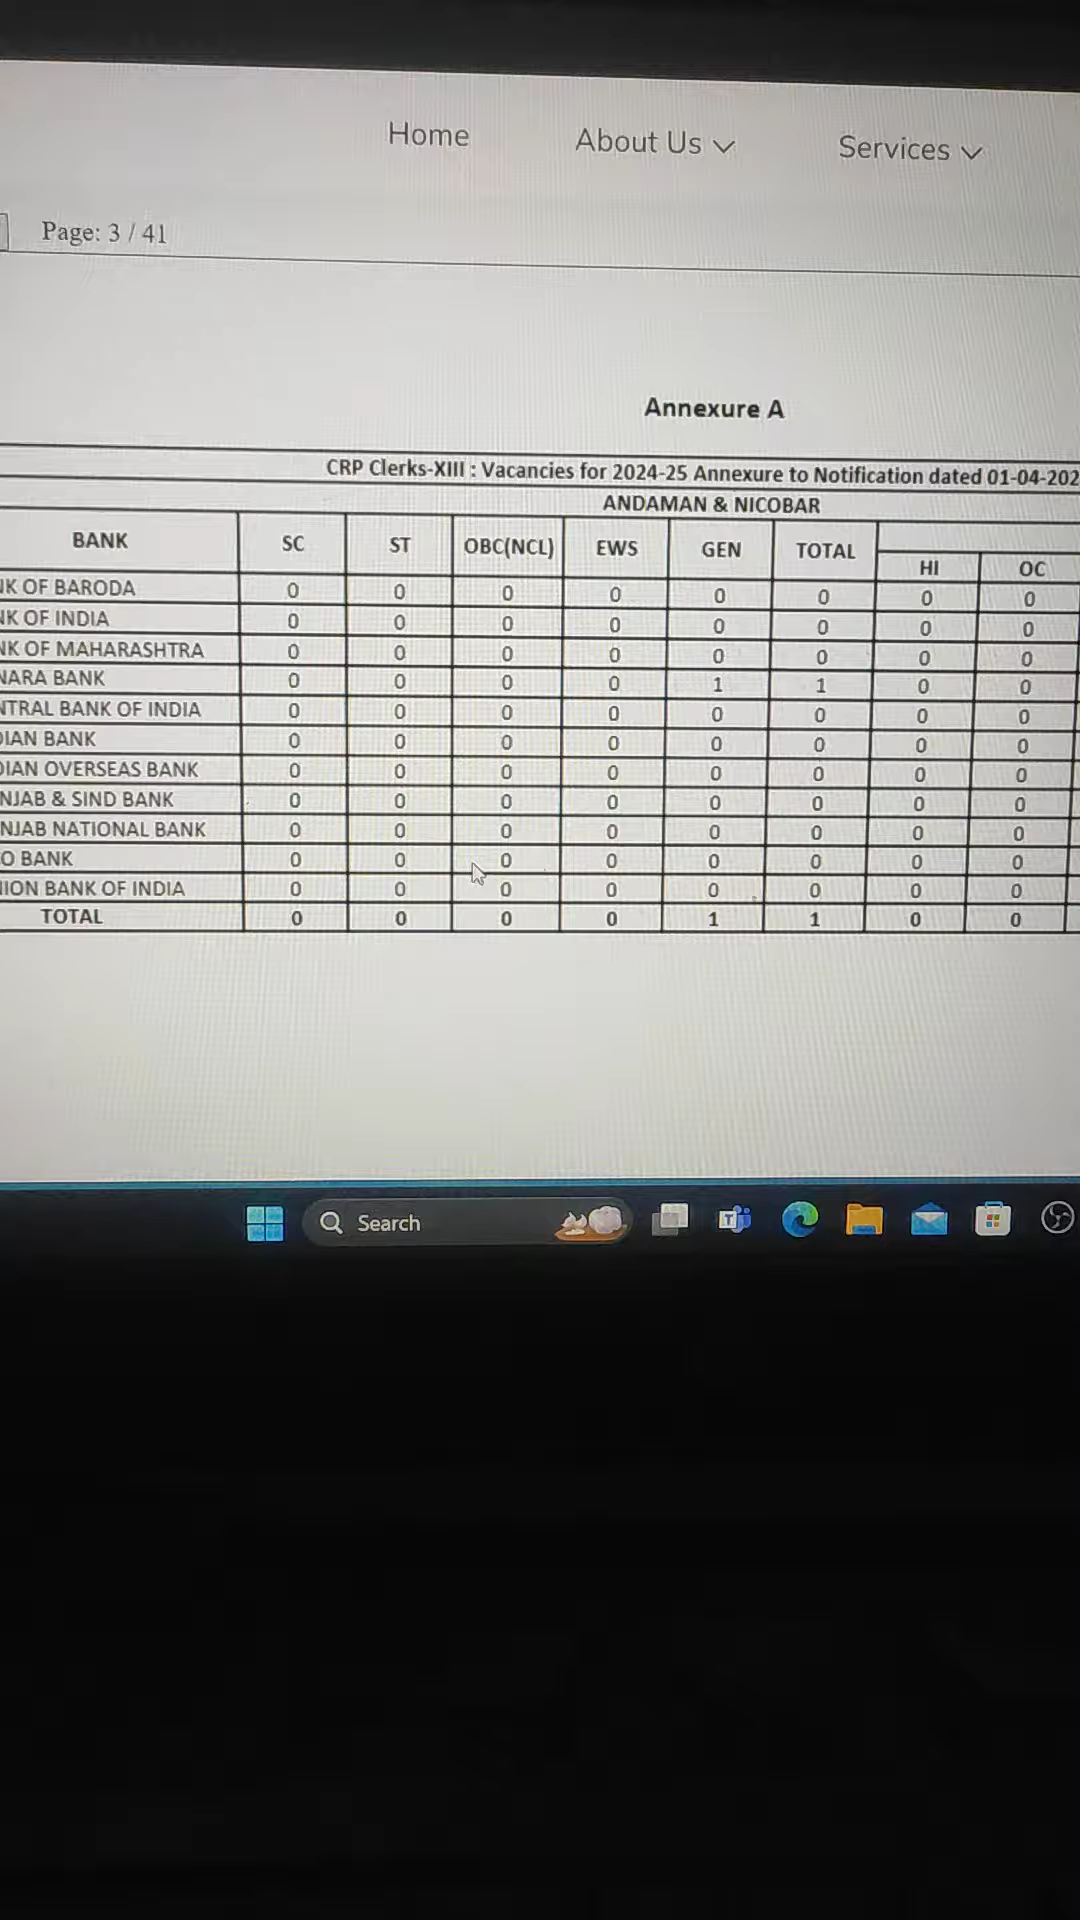 Home About Us Services
Page: 3 / 41
Annexure A
CRP Clerks-XIII : Vacancies for 2024-25 Annexure to Notification dated 01-04-202
ANDAMAN & NICOBAR
BANK SC ST OBC(NCL) EWS GEN TOTAL HI OC
NK OF BARODA 0 0 0 0 0 0 0 0
NK OF INDIA 0 0 0 0 0 0 0 0
NK OF MAHARASHTRA 0 0 0 0 0 0 0 0
NARA BANK 0 0 0 0 1 1 0 0
NTRAL BANK OF INDIA 0 0 0 0 0 0 0 0
DIAN BANK 0 0 0 0 0 0 0 0
DIAN OVERSEAS BANK 0 0 0 0 0 0 0 0
NJAB & SIND BANK 0 0 0 0 0 0 0 0
NJAB NATIONAL BANK 0 0 0 0 0 0 0 0
O BANK 0 0 0 0 0 0 0 0
NION BANK OF INDIA 0 0 0 0 0 0 0 0
TOTAL 0 0 0 0 1 1 0 0
Search